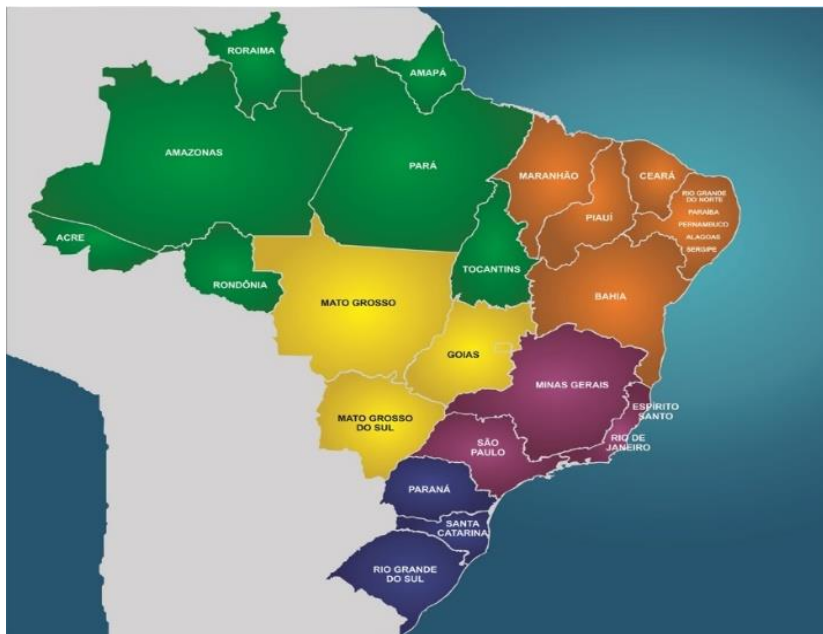 RORAIMA
AMAPÁ
AMAZONAS
PARÁ
MARANHÃO
CEARÁ
RIO GRANDE
DO NORTE
PARAÍBA
PERNAMBUCO
ALAGOAS
SERGIPE
PIAUÍ
ACRE
RONDÔNIA
TOCANTINS
MATO GROSSO
BAHIA
GOIAS
MINAS GERAIS
ESPÍRITO
SANTO
MATO GROSSO
DO SUL
SÃO
PAULO
RIO DE
JANEIRO
PARANÁ
SANTA
CATARINA
RIO GRANDE
DO SUL